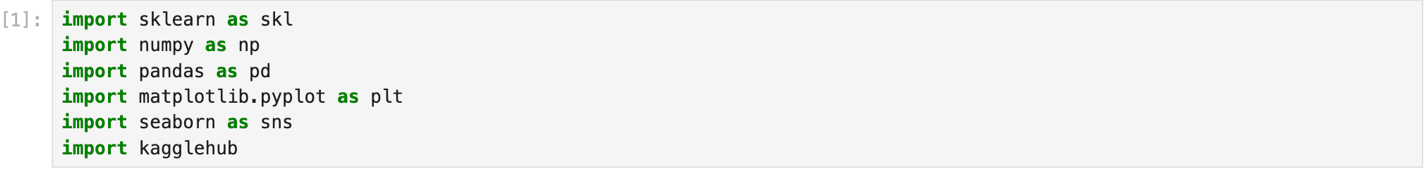 [1]: import sklearn as skl
import numpy as np
import pandas as pd
import matplotlib.pyplot as plt
import seaborn as sns
import kagglehub